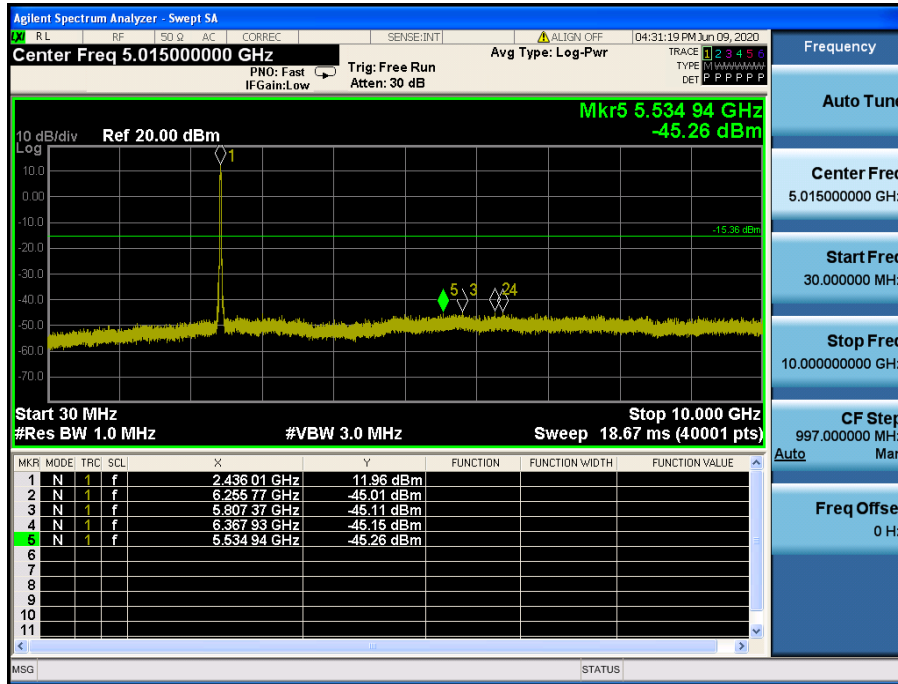 Agilent Spectrum Analyzer - Swept SA
LXI RL RF 50 Ω AC CORREC SENSE:INT ALIGN OFF 04:31:19 PM Jun 09, 2020
Center Freq 5.015000000 GHz
PNO: Fast
IFGain:Low
Trig: Free Run
Atten: 30 dB
Avg Type: Log-Pwr
TRACE 1 2 3 4 5 6
TYPE M WWWWW
DET P P P P P P
Mkr5 5.534 94 GHz
-45.26 dBm
10 dB/div Ref 20.00 dBm
Log
1
10.0
0.00
-10.0
-15.36 dBm
-20.0
-30.0
5 3 2 4
-40.0
-50.0
-60.0
-70.0
Start 30 MHz Stop 10.000 GHz
#Res BW 1.0 MHz #VBW 3.0 MHz Sweep 18.67 ms (40001 pts)
MKR MODE TRC SCL X Y FUNCTION FUNCTION WIDTH FUNCTION VALUE
1 N 1 f 2.436 01 GHz 11.96 dBm
2 N 1 f 6.255 77 GHz -45.01 dBm
3 N 1 f 5.807 37 GHz -45.11 dBm
4 N 1 f 6.367 93 GHz -45.15 dBm
5 N 1 f 5.534 94 GHz -45.26 dBm
6
7
8
9
10
11
MSG STATUS
Frequency
Auto Tune
Center Freq
5.015000000 GHz
Start Freq
30.000000 MHz
Stop Freq
10.000000000 GHz
CF Step
997.000000 MHz
Auto Man
Freq Offset
0 Hz